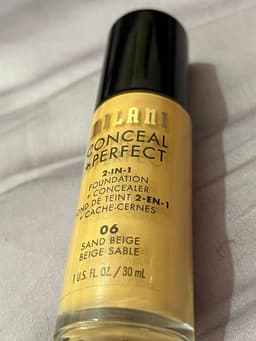 MILANI
CONCEAL
+ PERFECT
2-IN-1
FOUNDATION
+ CONCEALER
FOND DE TEINT 2-EN-1
+ CACHE-CERNES
06
SAND BEIGE
BEIGE SABLE
1 U.S. FL OZ. / 30 mL